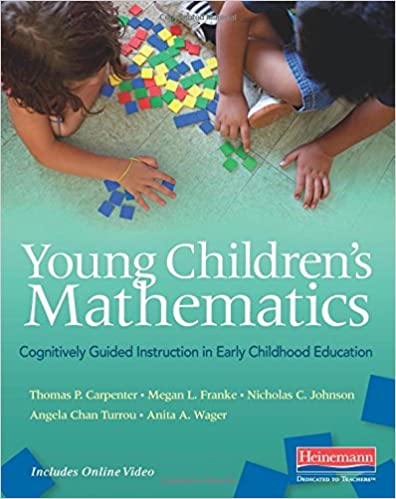 Young Children's
Mathematics
Cognitively Guided Instruction in Early Childhood Education
Thomas P. Carpenter • Megan L. Franke • Nicholas C. Johnson
Angela Chan Turrou • Anita A. Wager
Heinemann
DEDICATED TO TEACHERS™
Includes Online Video